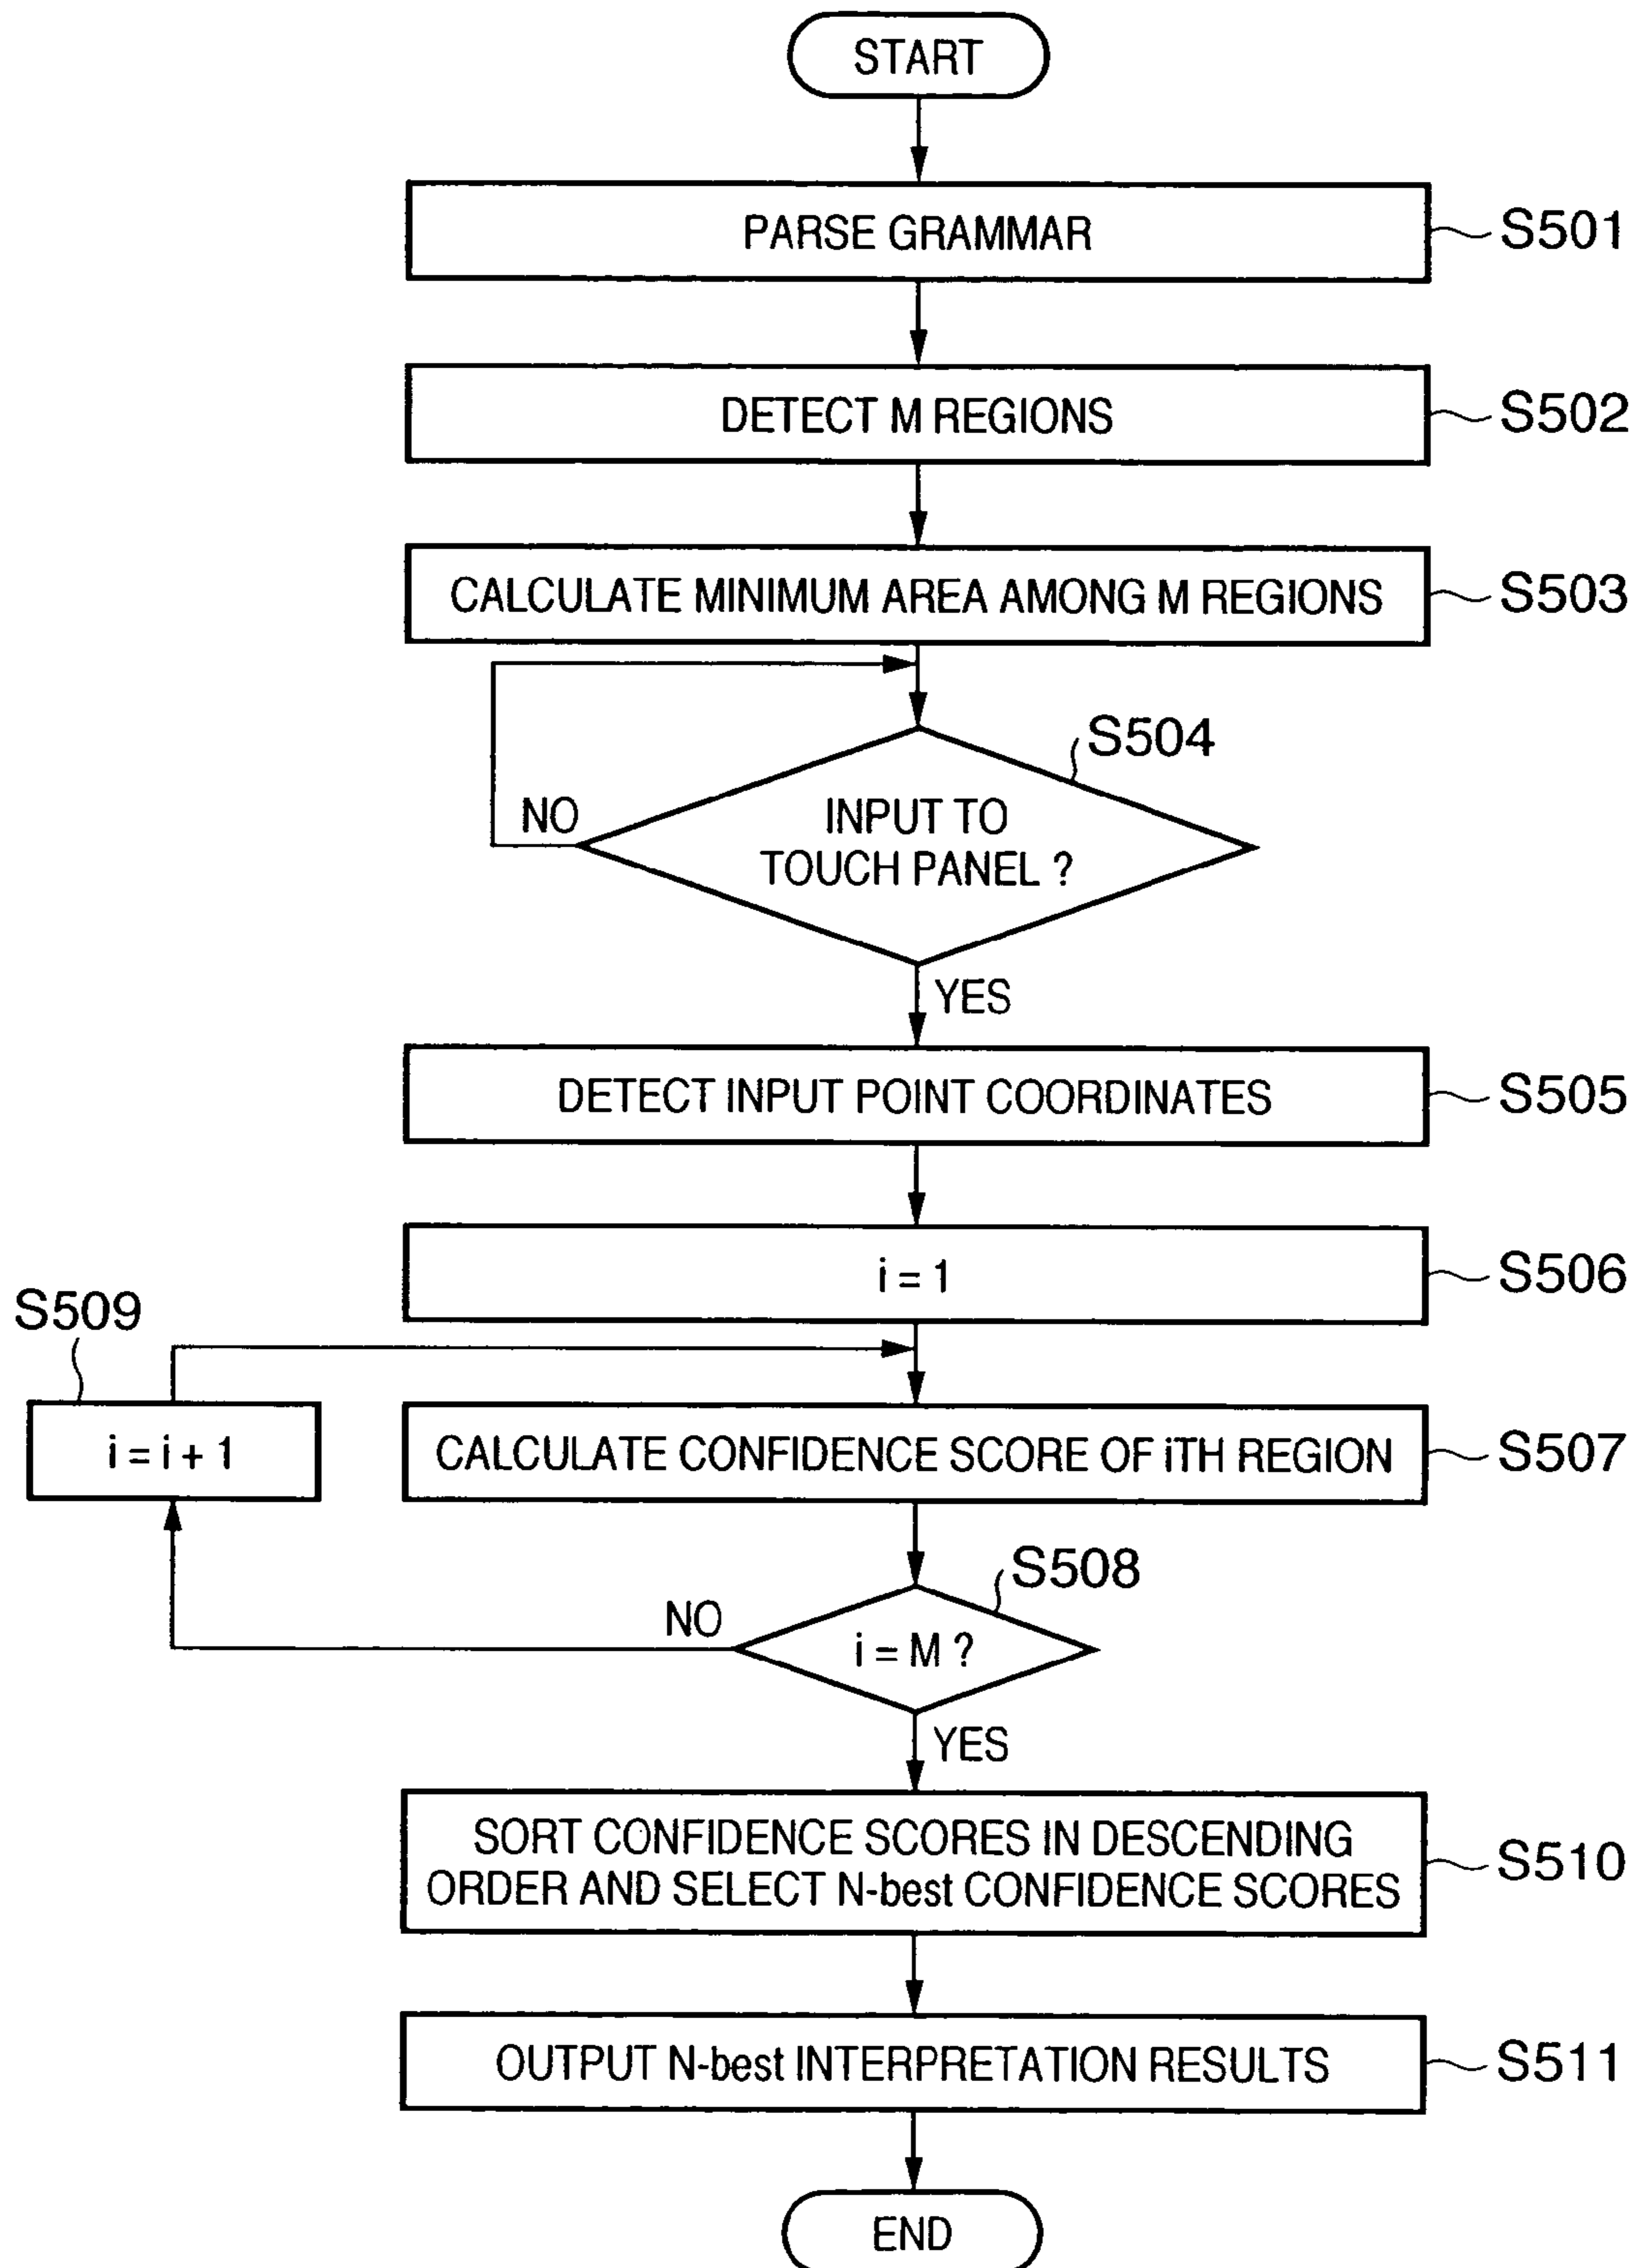 START
PARSE GRAMMAR
S501
DETECT M REGIONS
S502
CALCULATE MINIMUM AREA AMONG M REGIONS
S503
S504
NO
INPUT TO
TOUCH PANEL ?
YES
DETECT INPUT POINT COORDINATES
S505
i = 1
S506
S509
i = i + 1
CALCULATE CONFIDENCE SCORE OF iTH REGION
S507
S508
NO
i = M ?
YES
SORT CONFIDENCE SCORES IN DESCENDING
ORDER AND SELECT N-best CONFIDENCE SCORES
S510
OUTPUT N-best INTERPRETATION RESULTS
S511
END